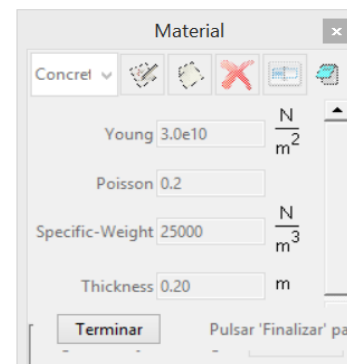 Material
Concret
Young 3.0e10 N/m²
Poisson 0.2
Specific-Weight 25000 N/m³
Thickness 0.20 m
Terminar Pulsar 'Finalizar' pa